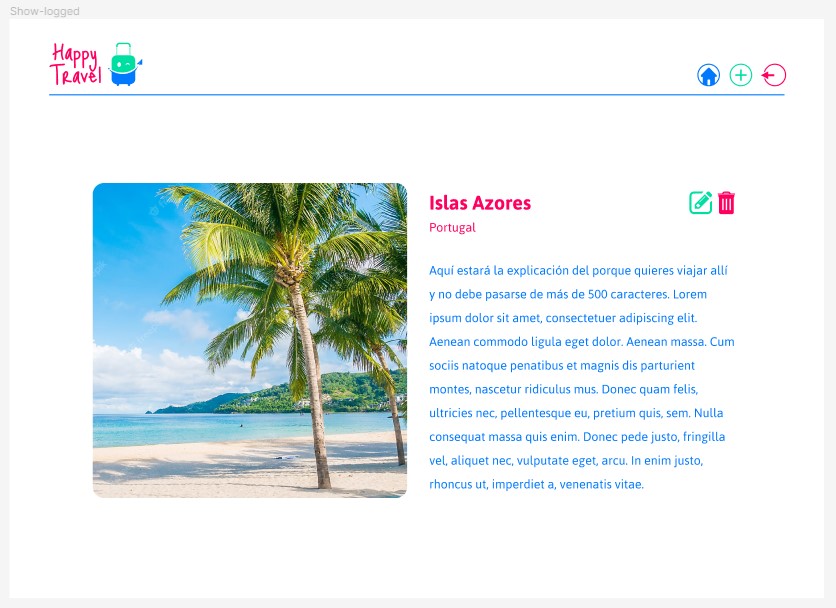 Show-logged
Happy
Travel
Islas Azores
Portugal
Aquí estará la explicación del porque quieres viajar allí
y no debe pasarse de más de 500 caracteres. Lorem
ipsum dolor sit amet, consectetuer adipiscing elit.
Aenean commodo ligula eget dolor. Aenean massa. Cum
sociis natoque penatibus et magnis dis parturient
montes, nascetur ridiculus mus. Donec quam felis,
ultricies nec, pellentesque eu, pretium quis, sem. Nulla
consequat massa quis enim. Donec pede justo, fringilla
vel, aliquet nec, vulputate eget, arcu. In enim justo,
rhoncus ut, imperdiet a, venenatis vitae.